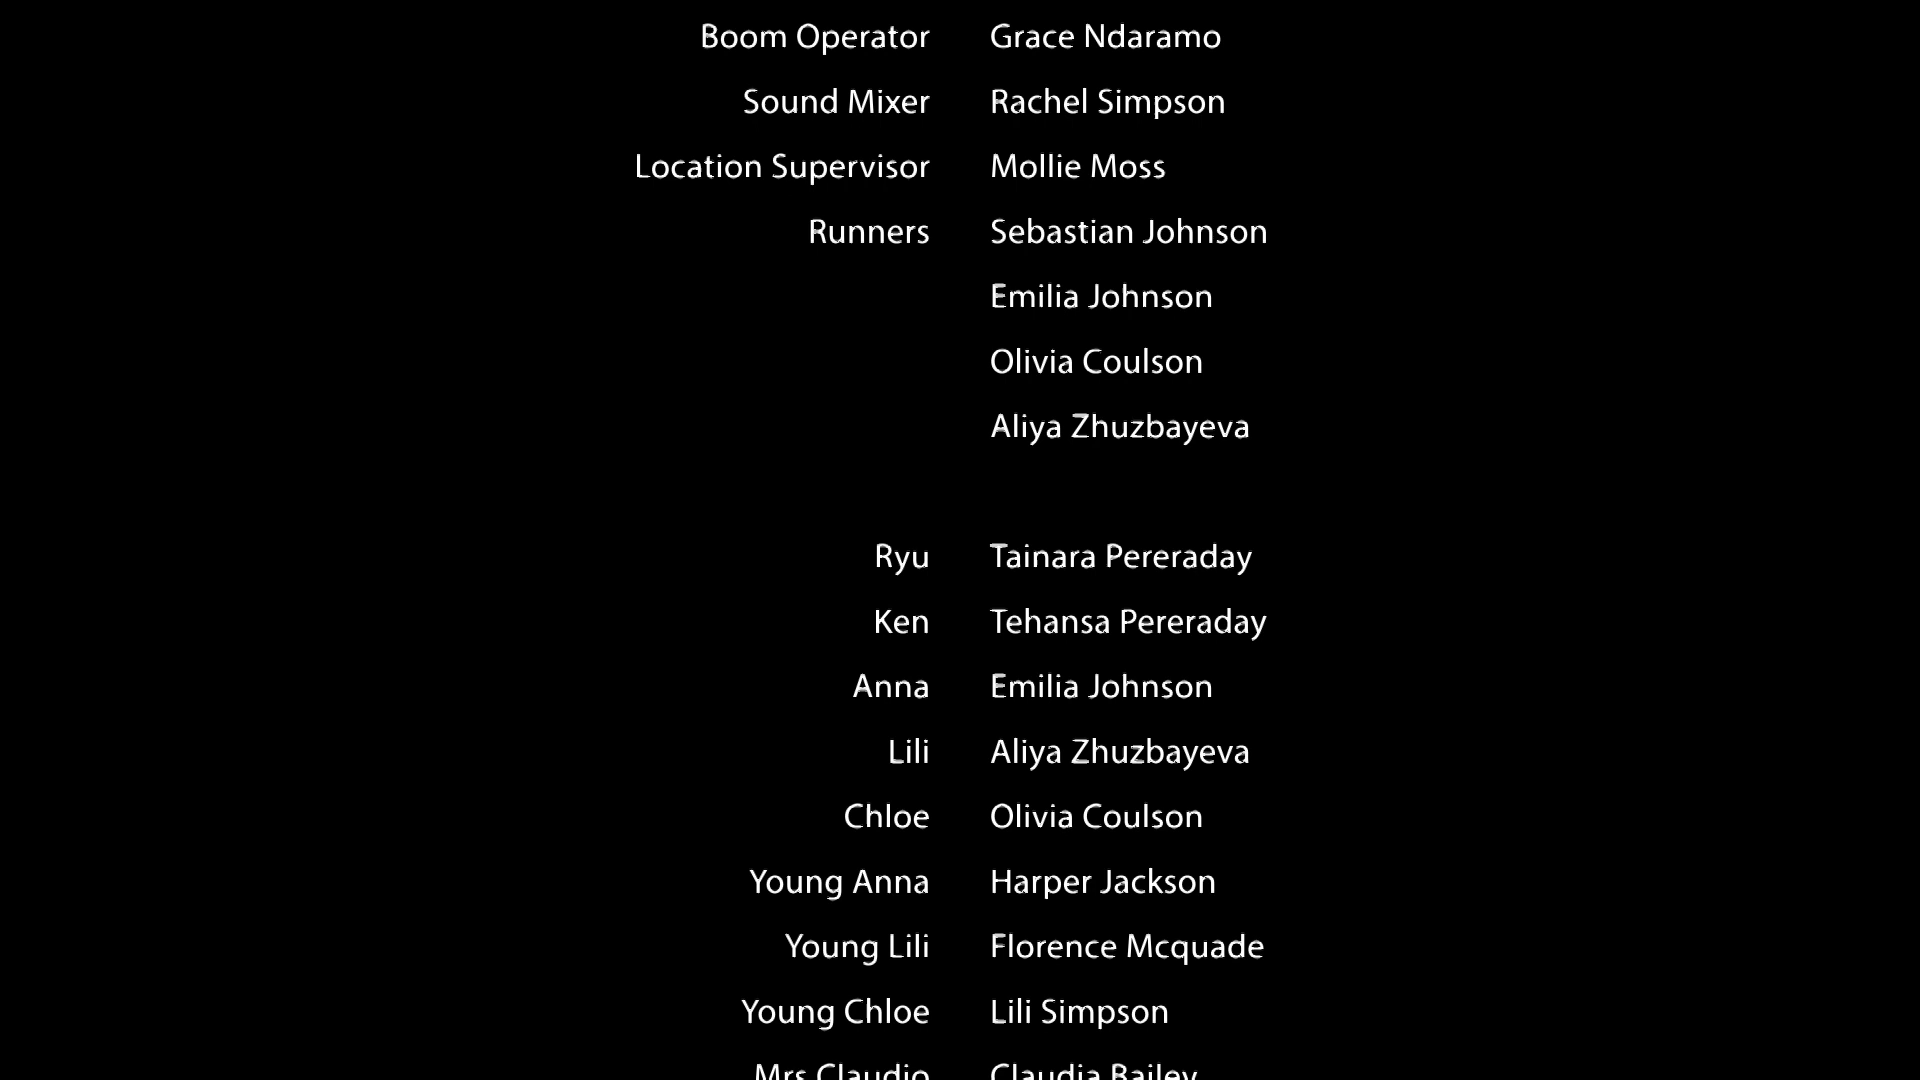 Boom Operator Grace Ndaramo
Sound Mixer Rachel Simpson
Location Supervisor Mollie Moss
Runners Sebastian Johnson
Emilia Johnson
Olivia Coulson
Aliya Zhuzbayeva
Ryu Tainara Pereraday
Ken Tehansa Pereraday
Anna Emilia Johnson
Lili Aliya Zhuzbayeva
Chloe Olivia Coulson
Young Anna Harper Jackson
Young Lili Florence Mcquade
Young Chloe Lili Simpson
Mrs Claudio Claudia Bailey